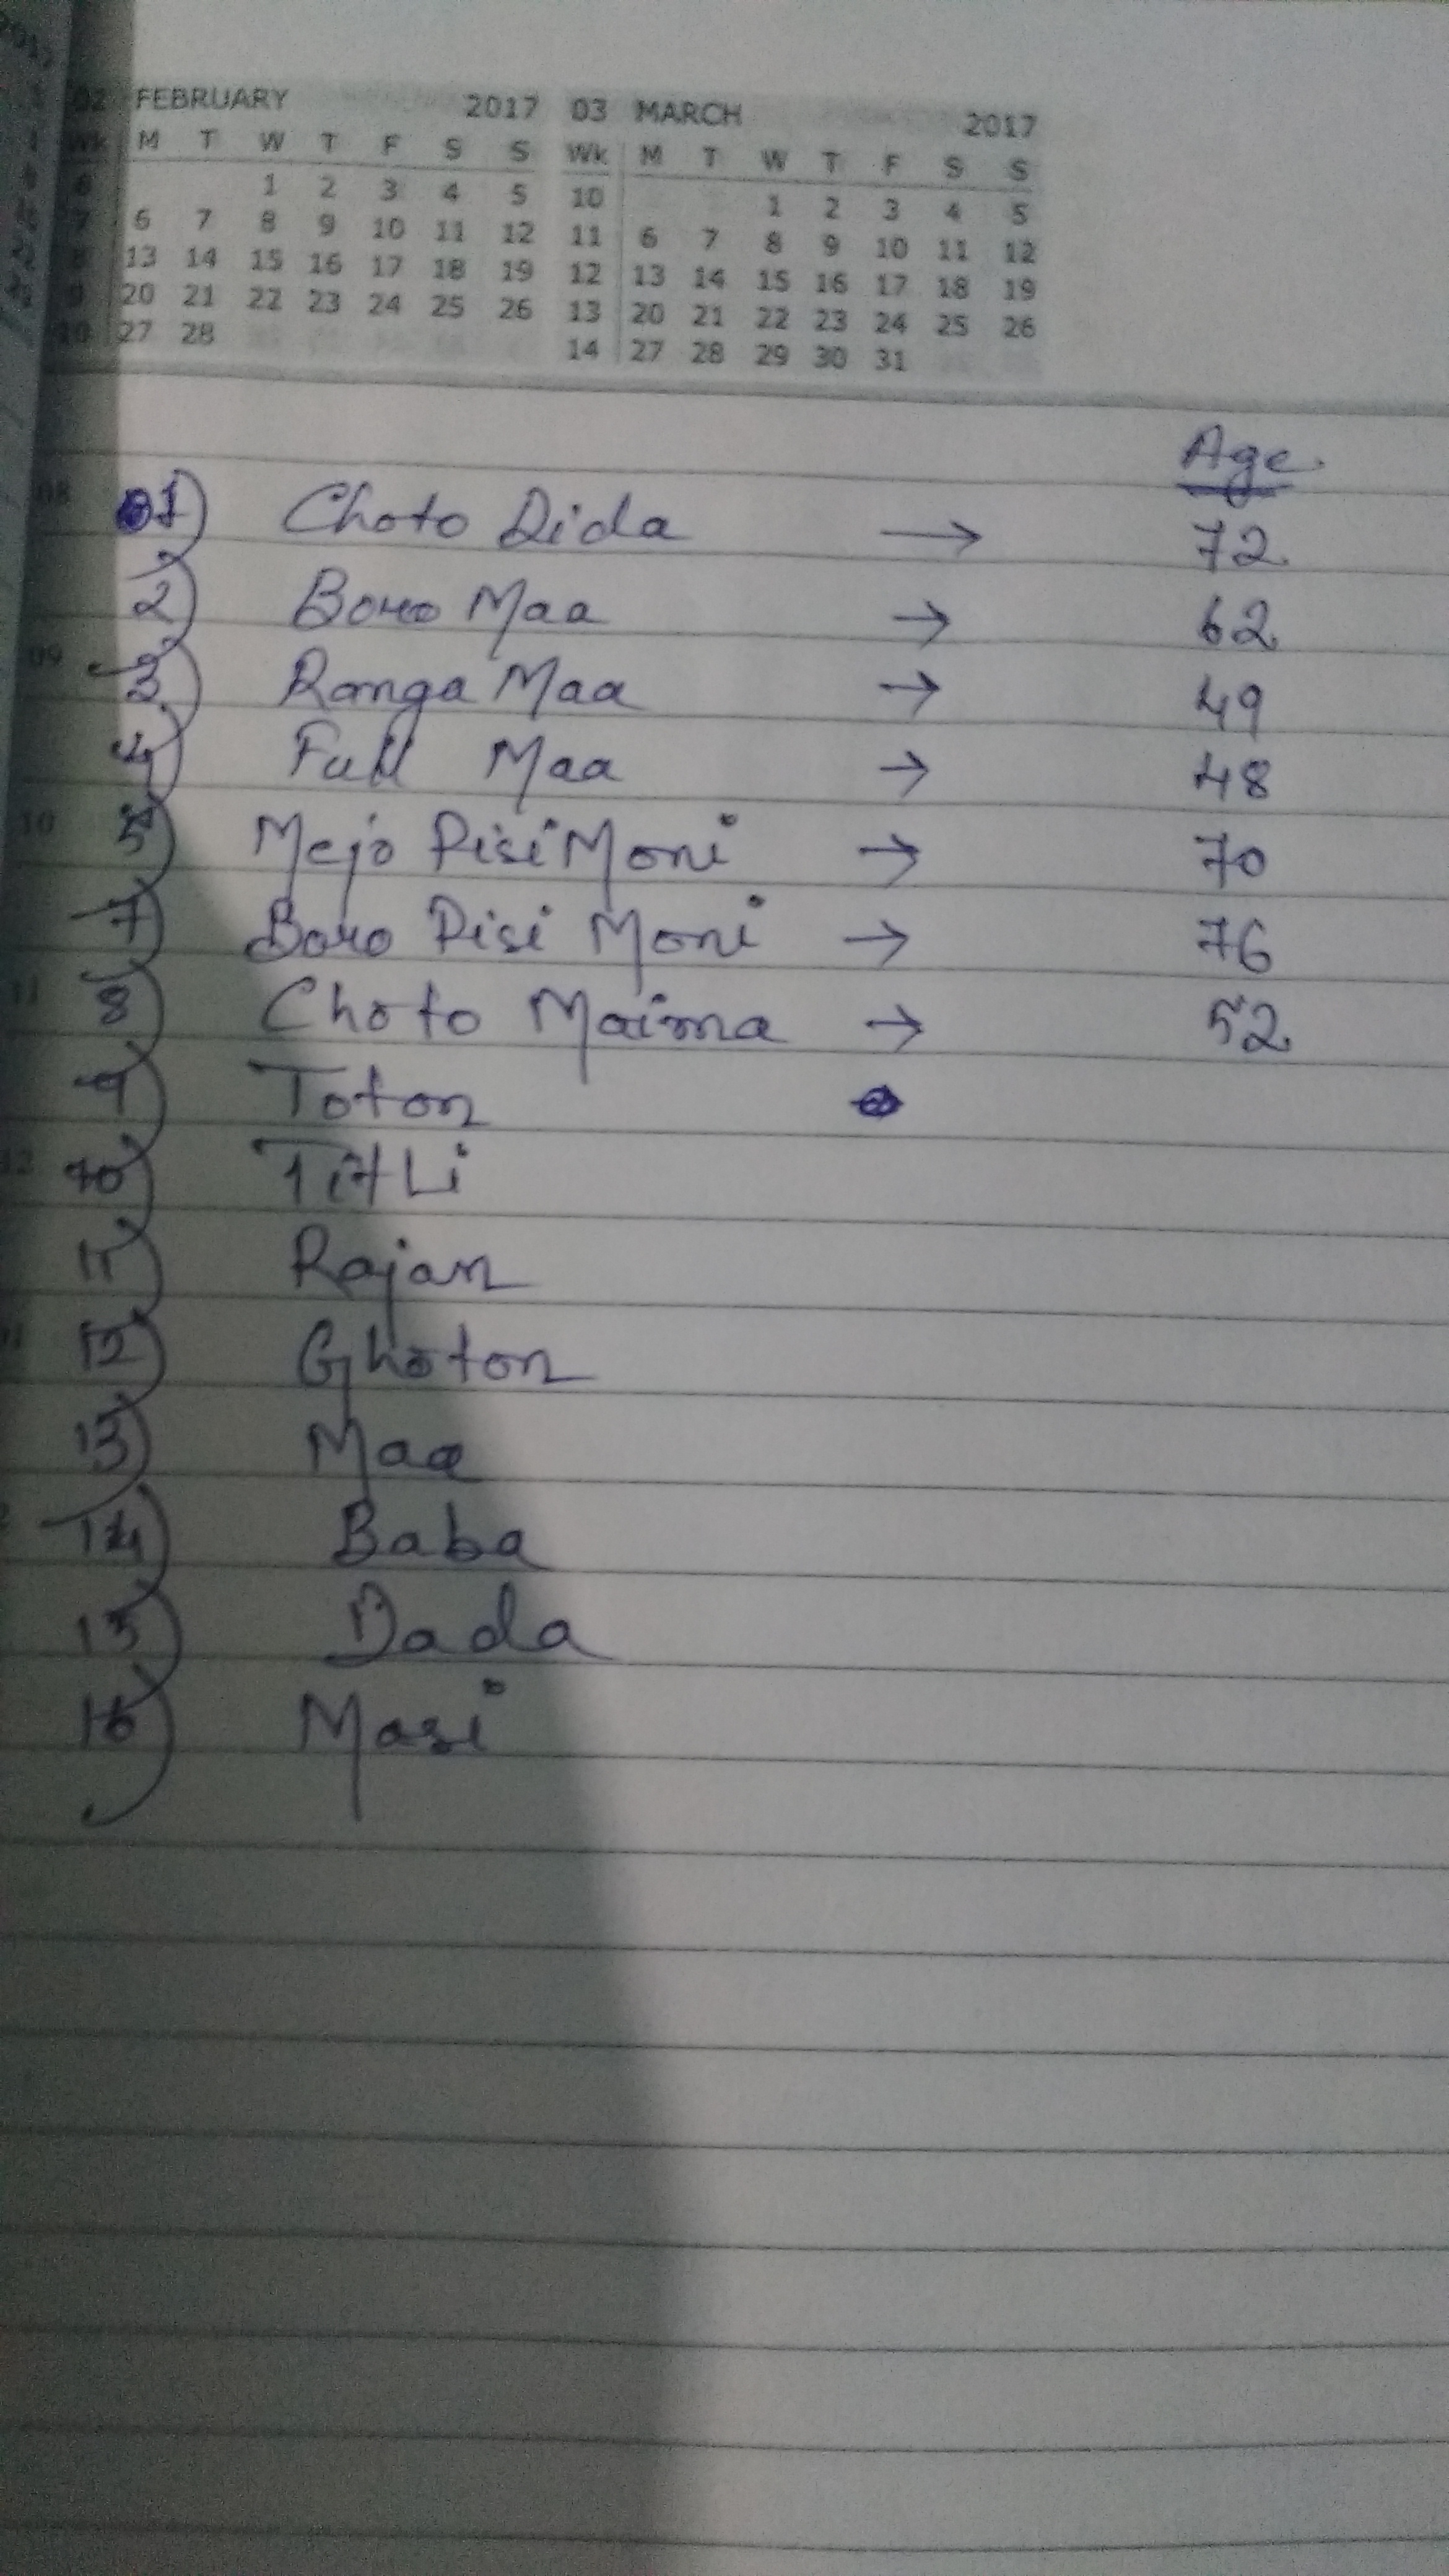 02 FEBRUARY 2017 03 MARCH 2017
Wk M T W T F S S Wk M T W T F S S
6 1 2 3 4 5 10 1 2 3 4 5
7 6 7 8 9 10 11 12 11 6 7 8 9 10 11 12
8 13 14 15 16 17 18 19 12 13 14 15 16 17 18 19
9 20 21 22 23 24 25 26 13 20 21 22 23 24 25 26
10 27 28 14 27 28 29 30 31
Age
08 1) Choto Dida → 72
2) Boro Maa → 62
09 3) Ranga Maa → 49
4) Full Maa → 48
10 5) Mejo Pisi Moni → 70
7) Boro Pisi Moni → 76
11 8) Choto Maima → 52
9) Toton
12 10) TitLi
11) Rajan
01 12) Ghoton
13) Maa
14) Baba
15) Dada
16) Masi